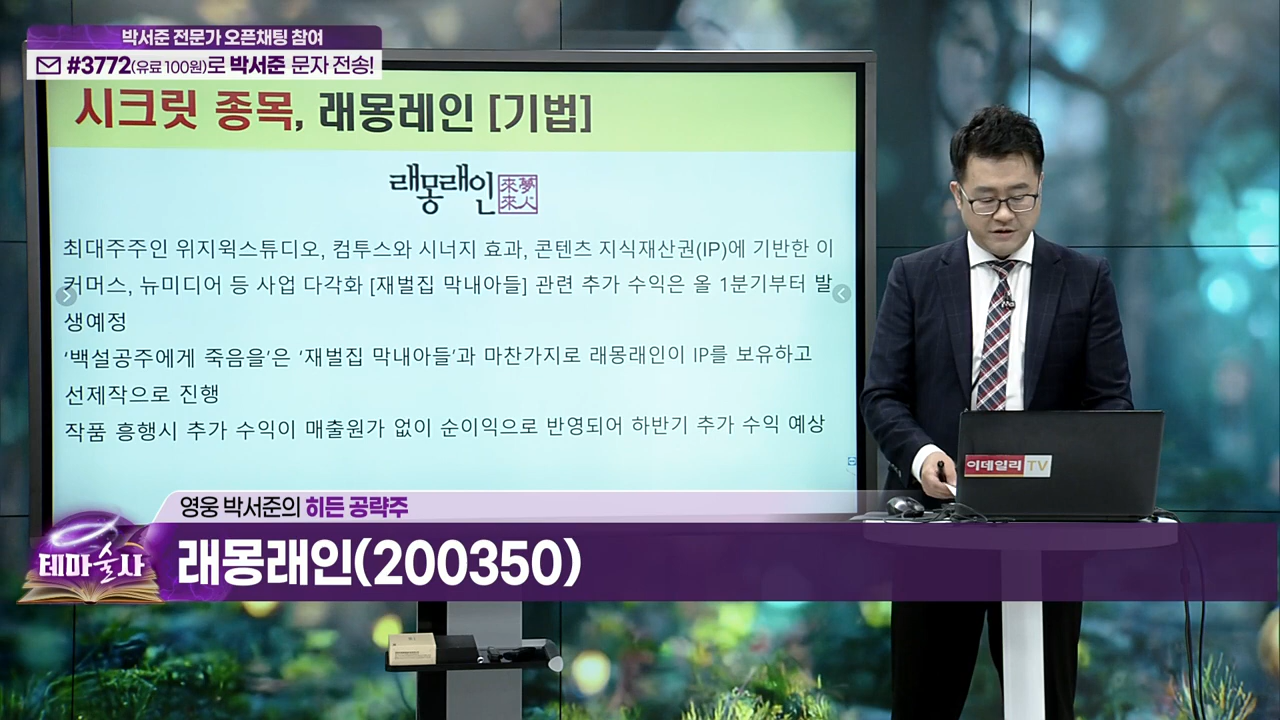 박서준 전문가 오픈채팅 참여
#3772(유료 100원)로 박서준 문자 전송!
시크릿 종목, 래몽레인 [기법]
래몽래인 來夢來人
최대주주인 위지윅스튜디오, 컴투스와 시너지 효과, 콘텐츠 지식재산권(IP)에 기반한 이
커머스, 뉴미디어 등 사업 다각화 [재벌집 막내아들] 관련 추가 수익은 올 1분기부터 발
생예정
‘백설공주에게 죽음을’은 ‘재벌집 막내아들’과 마찬가지로 래몽래인이 IP를 보유하고
선제작으로 진행
작품 흥행시 추가 수익이 매출원가 없이 순이익으로 반영되어 하반기 추가 수익 예상
이데일리 TV
영웅 박서준의 히든 공략주
테마술사
래몽래인(200350)